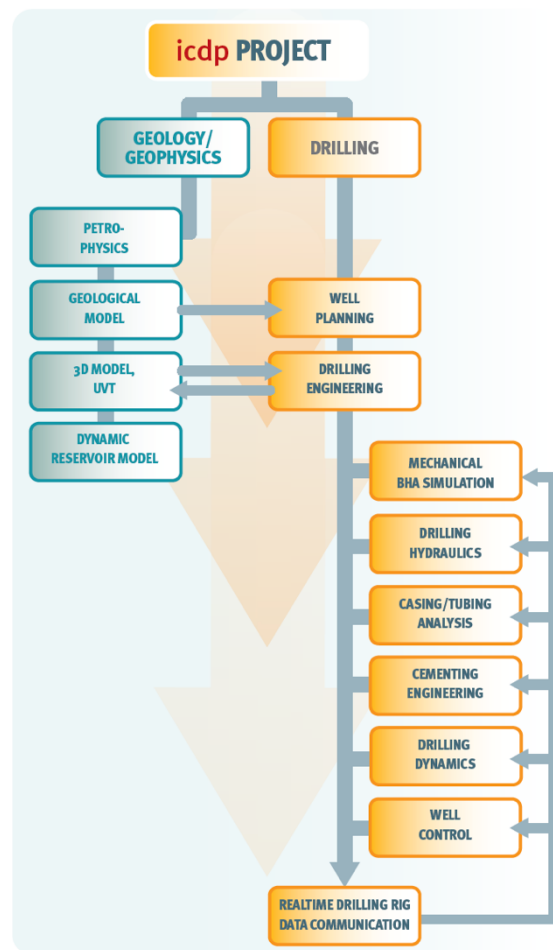 icdp PROJECT
GEOLOGY/
GEOPHYSICS
DRILLING
PETRO-
PHYSICS
GEOLOGICAL
MODEL
WELL
PLANNING
3D MODEL,
UVT
DRILLING
ENGINEERING
DYNAMIC
RESERVOIR MODEL
MECHANICAL
BHA SIMULATION
DRILLING
HYDRAULICS
CASING/TUBING
ANALYSIS
CEMENTING
ENGINEERING
DRILLING
DYNAMICS
WELL
CONTROL
REALTIME DRILLING RIG
DATA COMMUNICATION